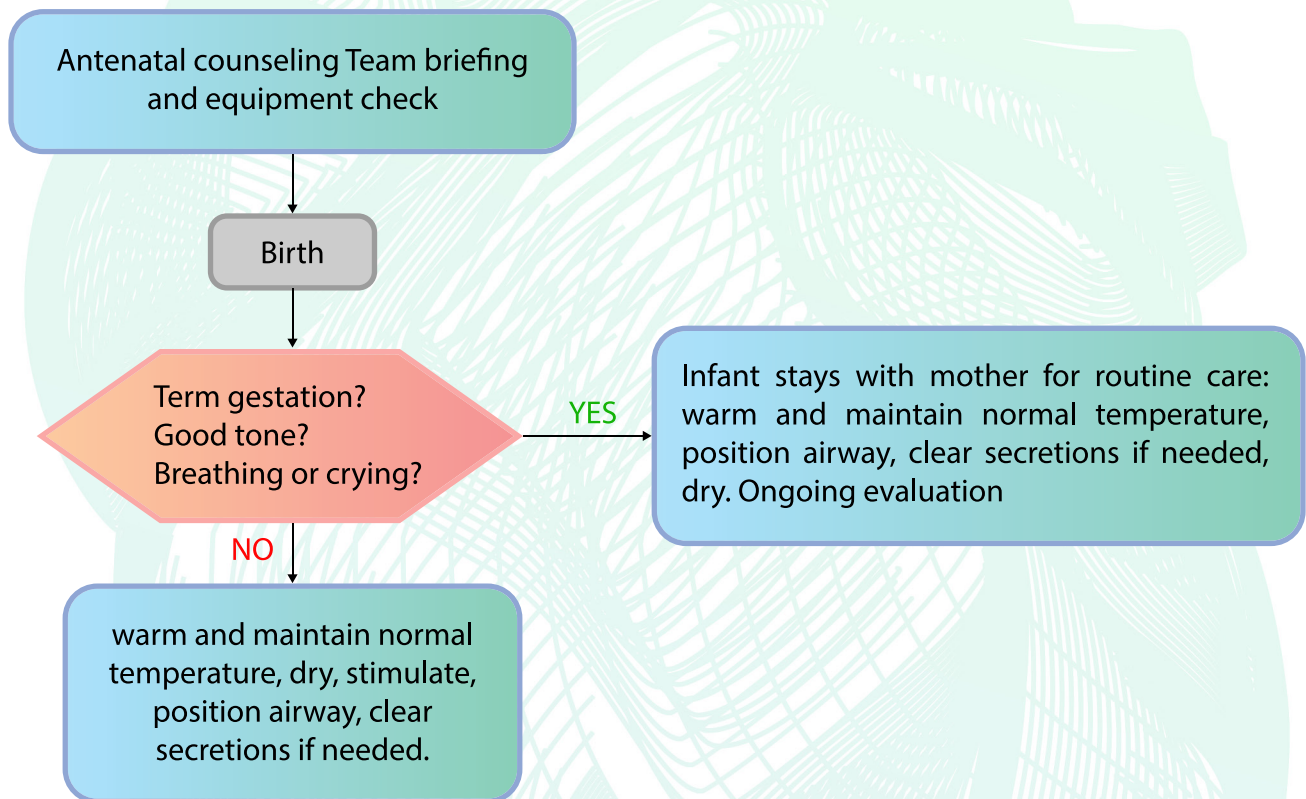 Antenatal counseling Team briefing
and equipment check
Birth
Term gestation?
Good tone?
Breathing or crying?
YES
Infant stays with mother for routine care:
warm and maintain normal temperature,
position airway, clear secretions if needed,
dry. Ongoing evaluation
NO
warm and maintain normal
temperature, dry, stimulate,
position airway, clear
secretions if needed.